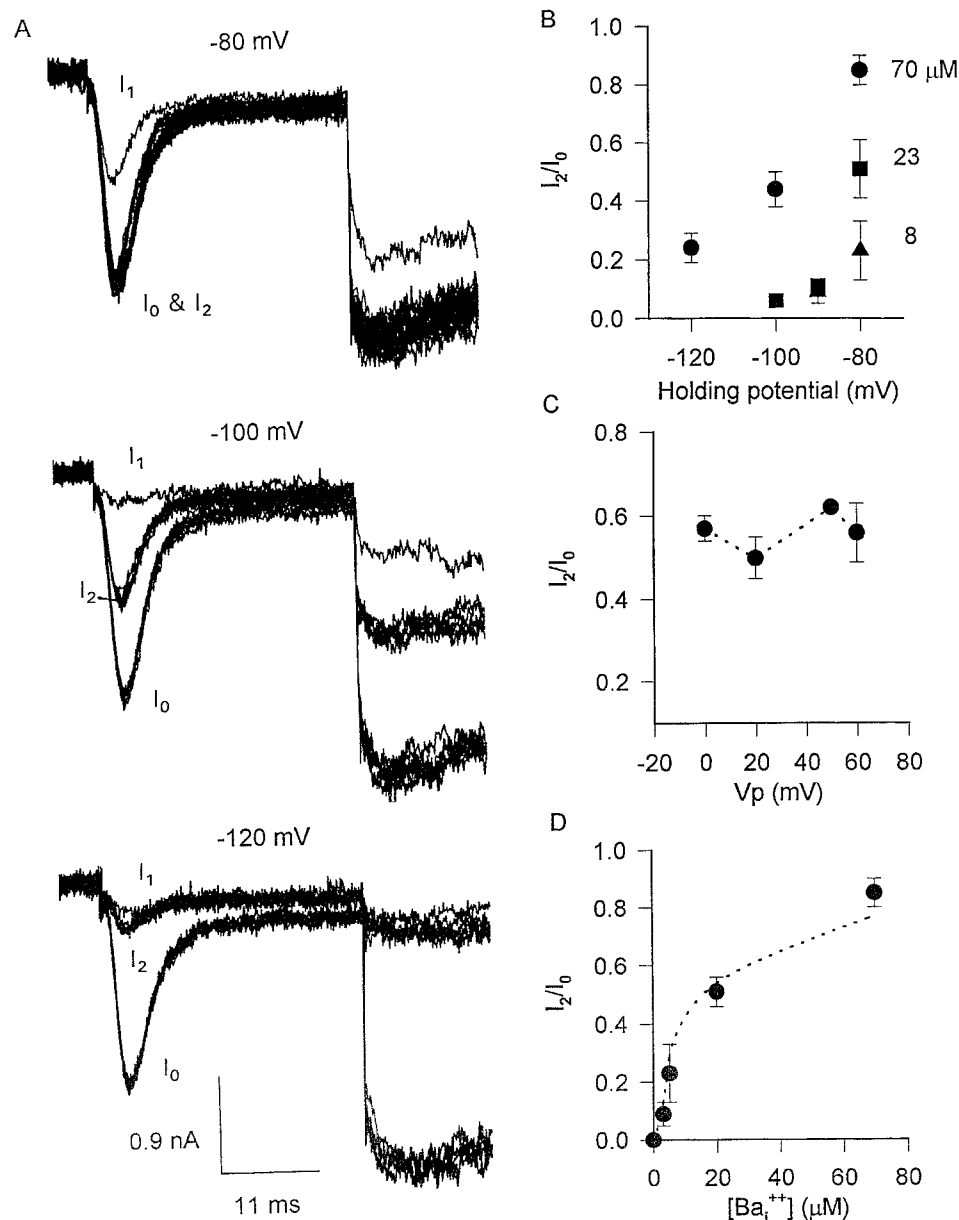 A
-80 mV
I1
I0 & I2
-100 mV
I1
I2
I0
-120 mV
I1
I2
I0
0.9 nA
11 ms
B
1.0
0.8
0.6
0.4
0.2
0.0
I2/I0
70 μM
23
8
-120 -100 -80
Holding potential (mV)
C
0.8
0.6
0.4
0.2
I2/I0
-20 0 20 40 60 80
Vp (mV)
D
1.0
0.8
0.6
0.4
0.2
0.0
I2/I0
0 20 40 60 80
[Bai++] (μM)